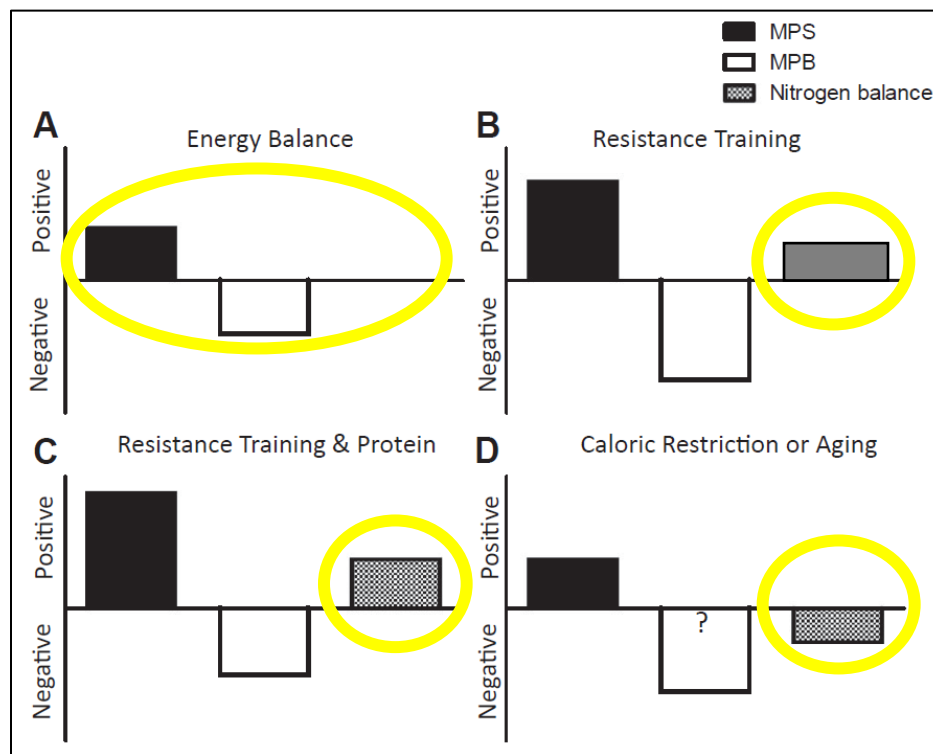 MPS
MPB
Nitrogen balance
A
Energy Balance
Positive
Negative
B
Resistance Training
Positive
Negative
C
Resistance Training & Protein
Positive
Negative
D
Caloric Restriction or Aging
Positive
Negative
?